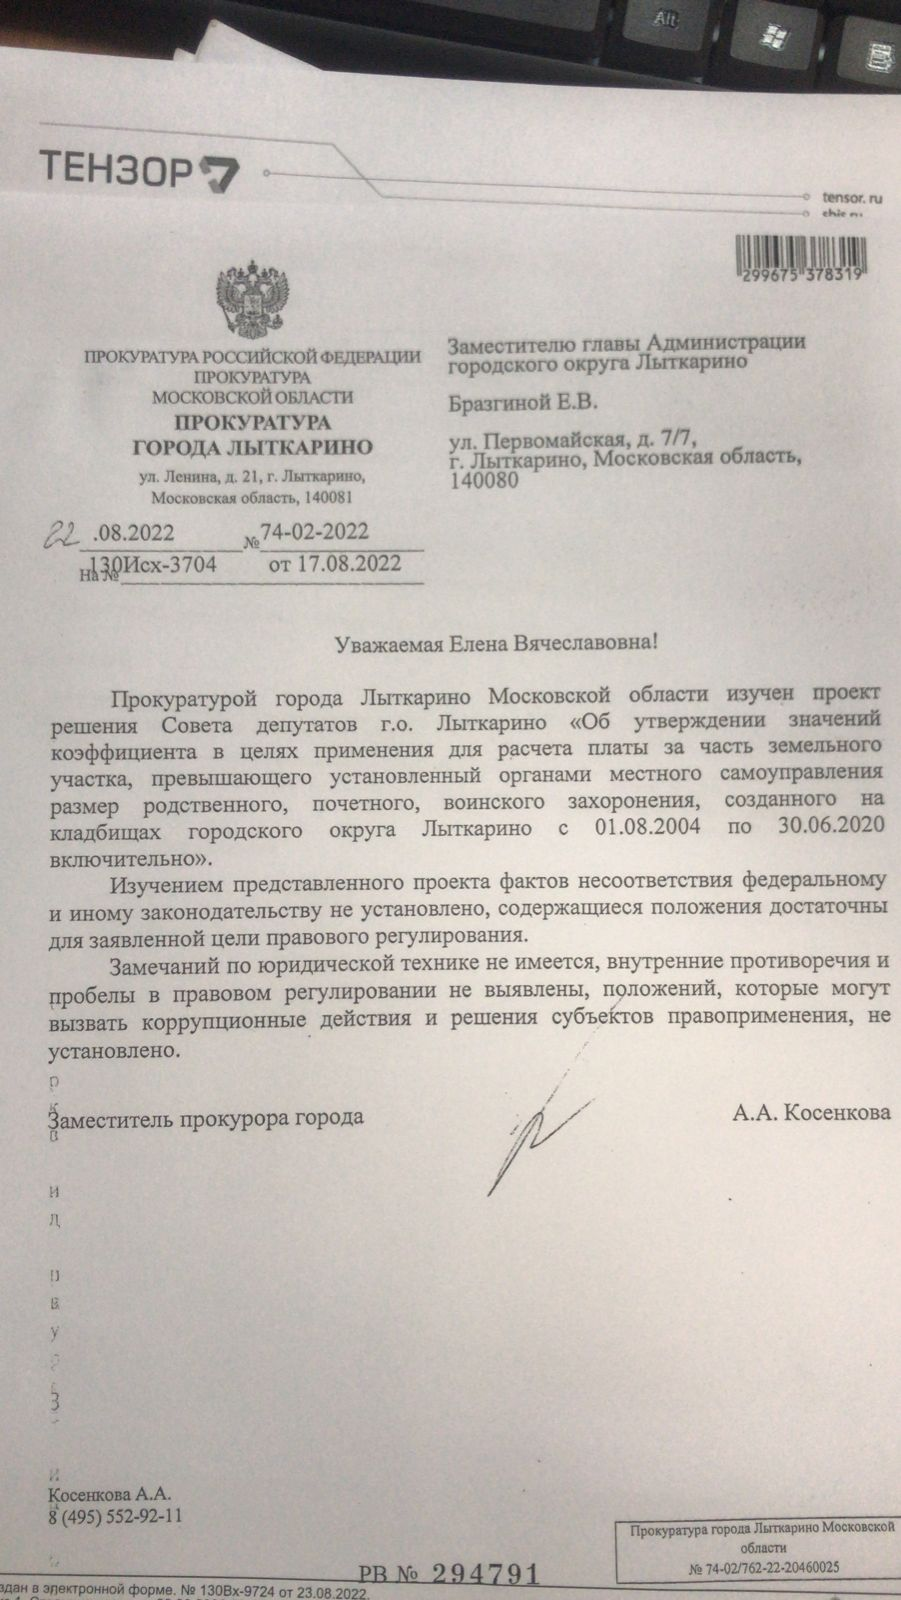 Alt
ТЕНЗОР
tensor.ru
299675 378319
ПРОКУРАТУРА РОССИЙСКОЙ ФЕДЕРАЦИИ
ПРОКУРАТУРА
МОСКОВСКОЙ ОБЛАСТИ
ПРОКУРАТУРА
ГОРОДА ЛЫТКАРИНО
ул. Ленина, д. 21, г. Лыткарино,
Московская область, 140081
22 .08.2022 № 74-02-2022
На № 130Исх-3704 от 17.08.2022
Заместителю главы Администрации
городского округа Лыткарино
Бразгиной Е.В.
ул. Первомайская, д. 7/7,
г. Лыткарино, Московская область,
140080
Уважаемая Елена Вячеславовна!
Прокуратурой города Лыткарино Московской области изучен проект
решения Совета депутатов г.о. Лыткарино «Об утверждении значений
коэффициента в целях применения для расчета платы за часть земельного
участка, превышающего установленный органами местного самоуправления
размер родственного, почетного, воинского захоронения, созданного на
кладбищах городского округа Лыткарино с 01.08.2004 по 30.06.2020
включительно».
Изучением представленного проекта фактов несоответствия федеральному
и иному законодательству не установлено, содержащиеся положения достаточны
для заявленной цели правового регулирования.
Замечаний по юридической технике не имеется, внутренние противоречия и
пробелы в правовом регулировании не выявлены, положений, которые могут
вызвать коррупционные действия и решения субъектов правоприменения, не
установлено.
Заместитель прокурора города А.А. Косенкова
Косенкова А.А.
8 (495) 552-92-11
Прокуратура города Лыткарино Московской
области
№ 74-02/762-22-20460025
РВ № 294791
здан в электронной форме. № 130Вх-9724 от 23.08.2022.